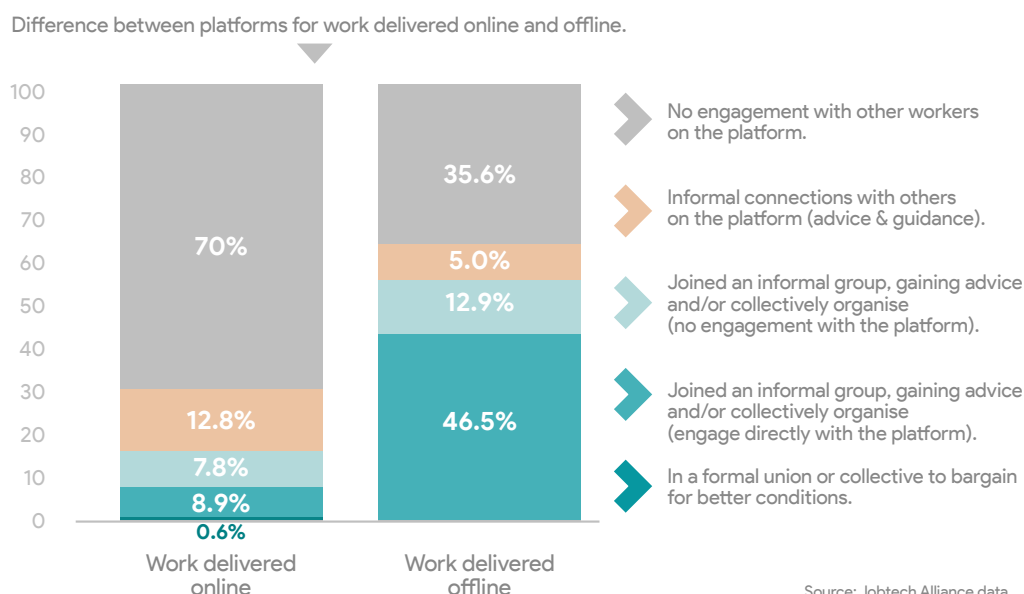 Difference between platforms for work delivered online and offline.
100
90
80
70
60
50
40
30
20
10
0
70%
12.8%
7.8%
8.9%
0.6%
35.6%
5.0%
12.9%
46.5%
Work delivered
online
Work delivered
offline
No engagement with other workers
on the platform.
Informal connections with others
on the platform (advice & guidance).
Joined an informal group, gaining advice
and/or collectively organise
(no engagement with the platform).
Joined an informal group, gaining advice
and/or collectively organise
(engage directly with the platform).
In a formal union or collective to bargain
for better conditions.
Source: Jobtech Alliance data